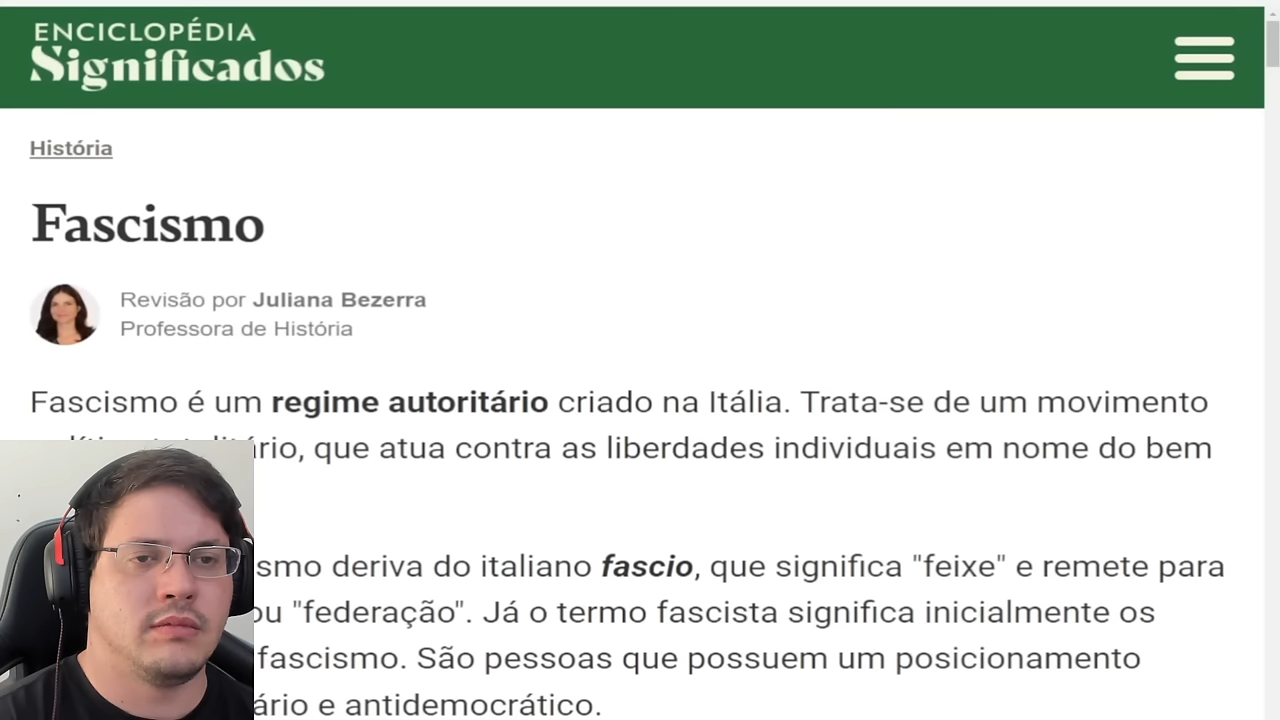 ENCICLOPÉDIA
Significados
História
Fascismo
Revisão por Juliana Bezerra
Professora de História
Fascismo é um regime autoritário criado na Itália. Trata-se de um movimento
que atua contra as liberdades individuais em nome do bem
deriva do italiano fascio, que significa "feixe" e remete para
ou "federação". Já o termo fascista significa inicialmente os
fascismo. São pessoas que possuem um posicionamento
e antidemocrático.